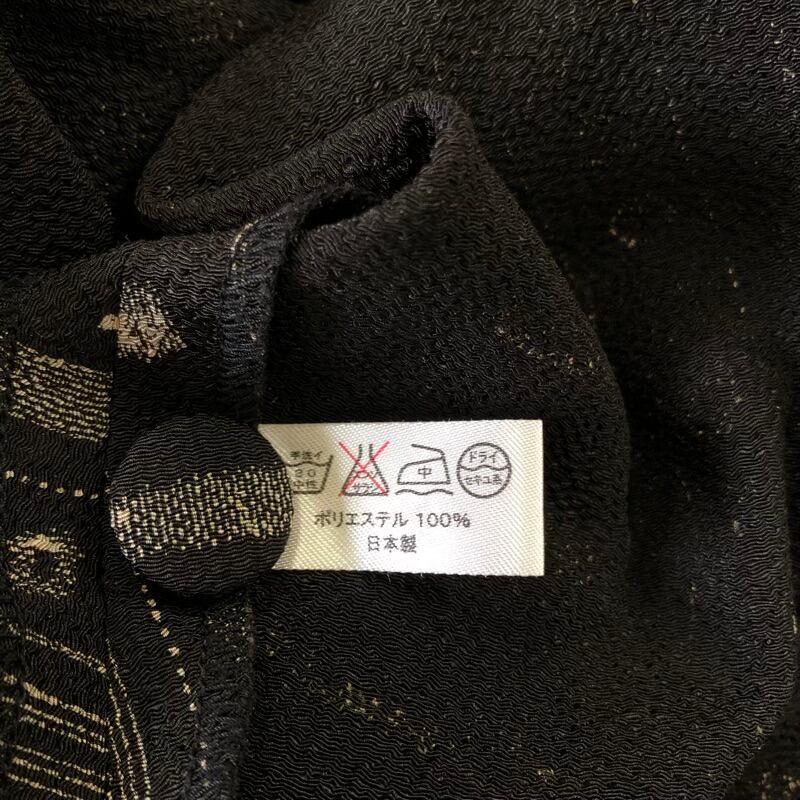 手洗イ
30
中性
サラシ
中
ドライ
セキユ系
ポリエステル 100%
日本製